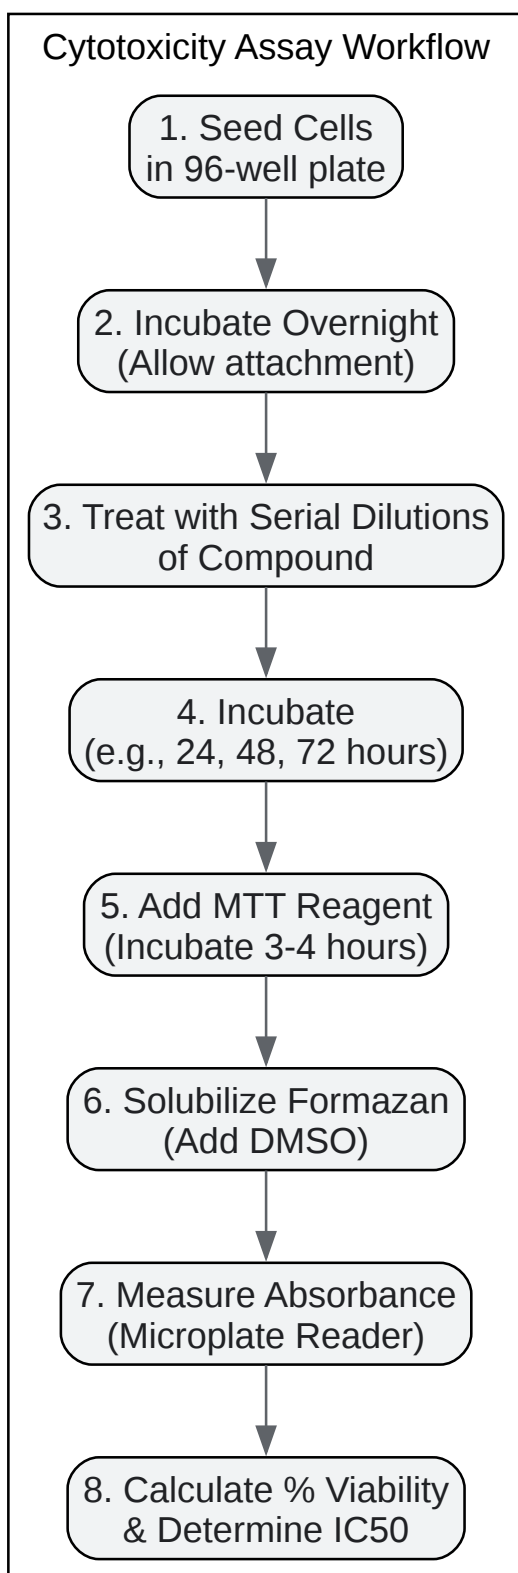 Cytotoxicity Assay Workflow
1. Seed Cells
in 96-well plate
2. Incubate Overnight
(Allow attachment)
3. Treat with Serial Dilutions
of Compound
4. Incubate
(e.g., 24, 48, 72 hours)
5. Add MTT Reagent
(Incubate 3-4 hours)
6. Solubilize Formazan
(Add DMSO)
7. Measure Absorbance
(Microplate Reader)
8. Calculate % Viability
& Determine IC50